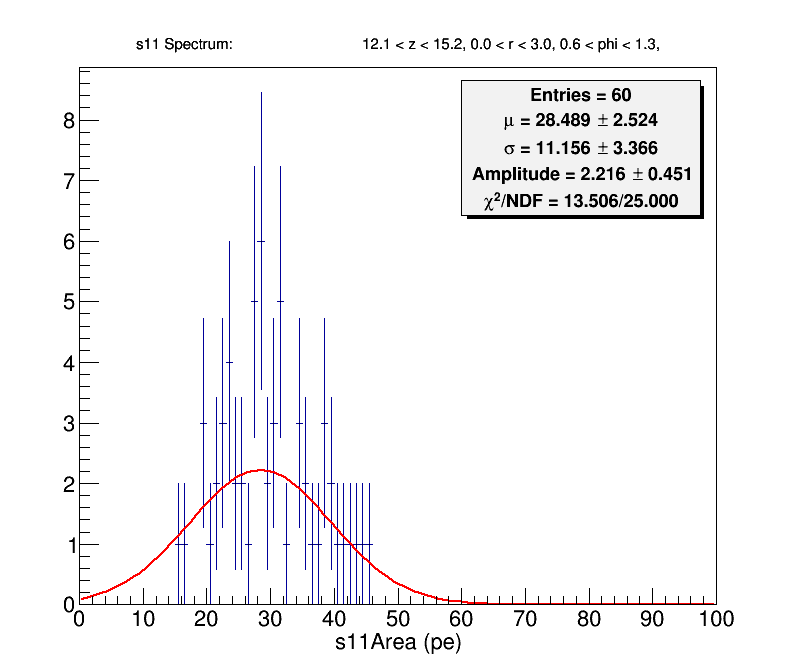 s11 Spectrum: 12.1 < z < 15.2, 0.0 < r < 3.0, 0.6 < phi < 1.3,
Entries = 60
μ = 28.489 ± 2.524
σ = 11.156 ± 3.366
Amplitude = 2.216 ± 0.451
χ²/NDF = 13.506/25.000
8
7
6
5
4
3
2
1
0
0 10 20 30 40 50 60 70 80 90 100
s11Area (pe)